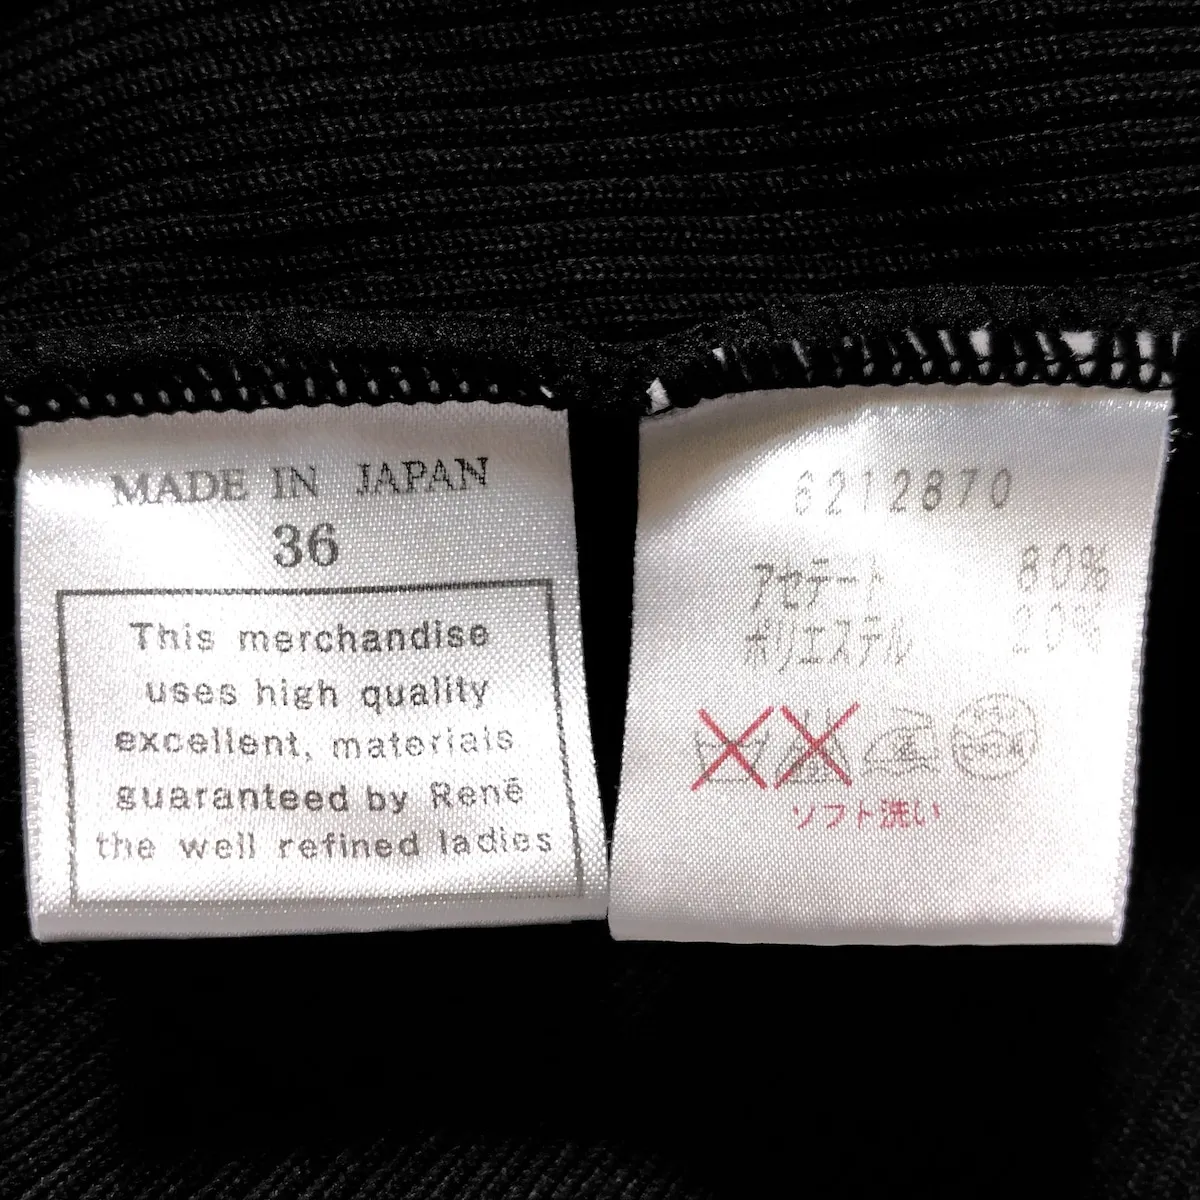 MADE IN JAPAN
36
This merchandise
uses high quality
excellent, materials
guaranteed by René
the well refined ladies
6212870
アセテート 80%
ポリエステル 20%
ソフト洗い